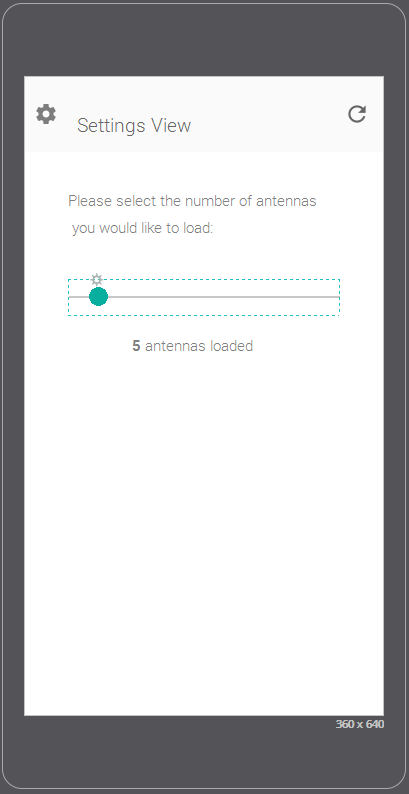 Settings View
Please select the number of antennas
you would like to load:
5 antennas loaded
360 x 640